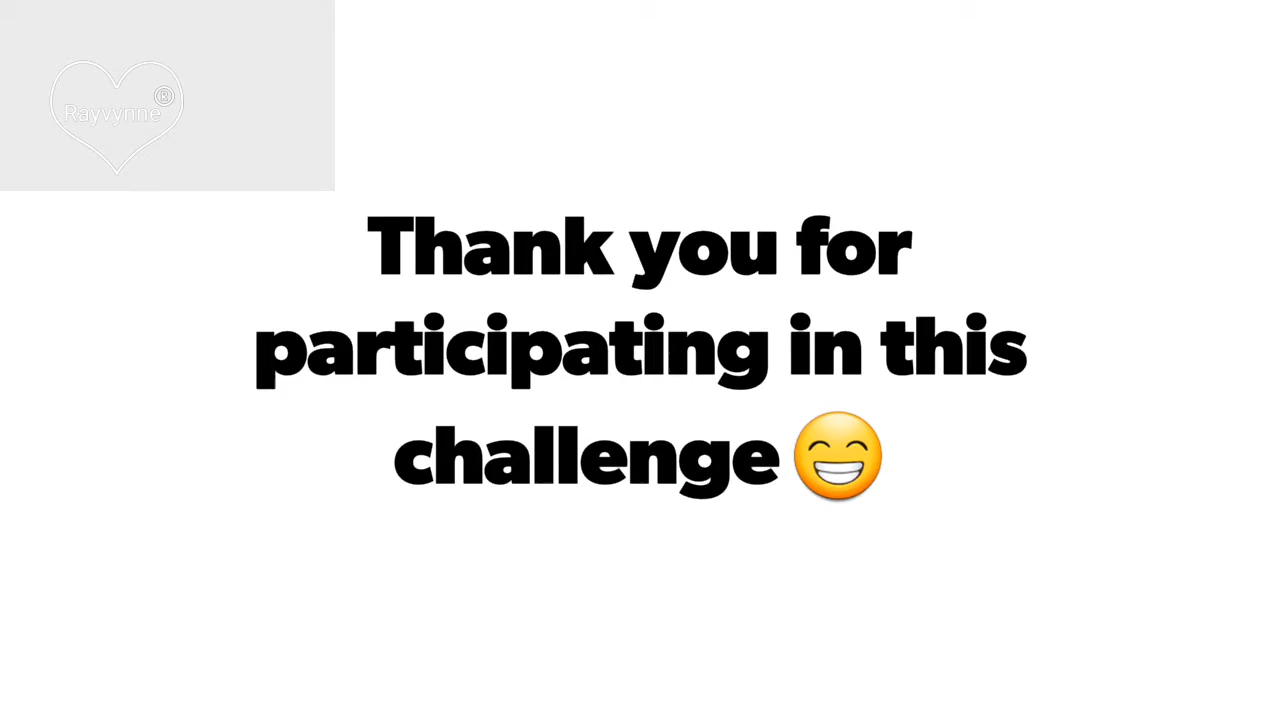 Rayvynne ®
Thank you for
participating in this
challenge 😁